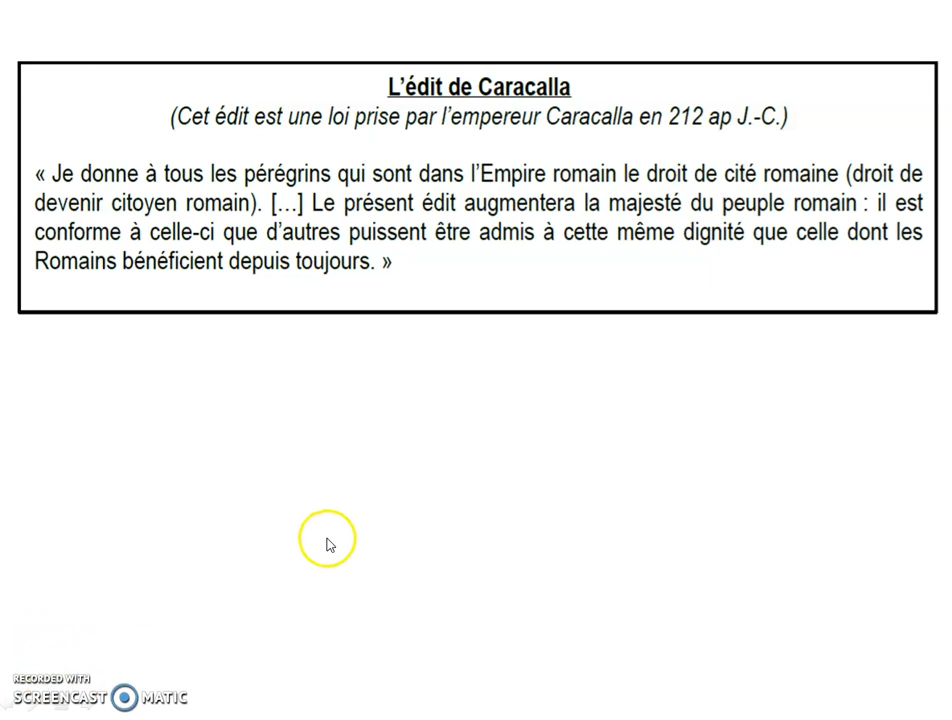 L’édit de Caracalla
(Cet édit est une loi prise par l’empereur Caracalla en 212 ap J.-C.)
« Je donne à tous les pérégrins qui sont dans l’Empire romain le droit de cité romaine (droit de
devenir citoyen romain). […] Le présent édit augmentera la majesté du peuple romain : il est
conforme à celle-ci que d’autres puissent être admis à cette même dignité que celle dont les
Romains bénéficient depuis toujours. »
RECORDED WITH
SCREENCAST MATIC